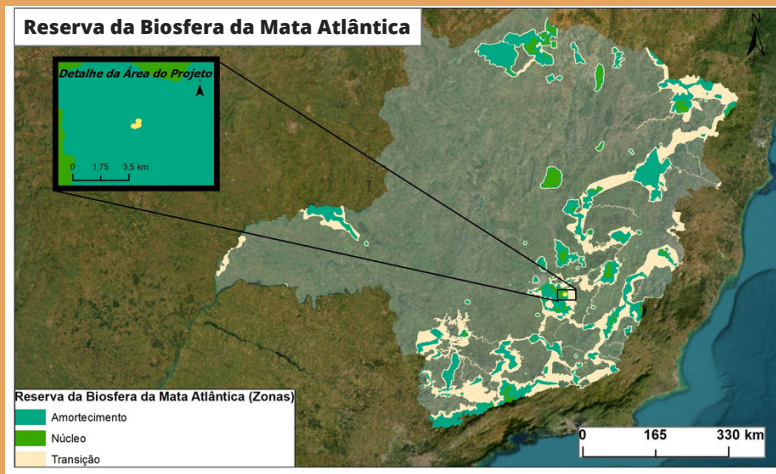 Reserva da Biosfera da Mata Atlântica
N
Detalhe da Área do Projeto
0 1,75 3,5 km
Reserva da Biosfera da Mata Atlântica (Zonas)
Amortecimento
Núcleo
Transição
0 165 330 km